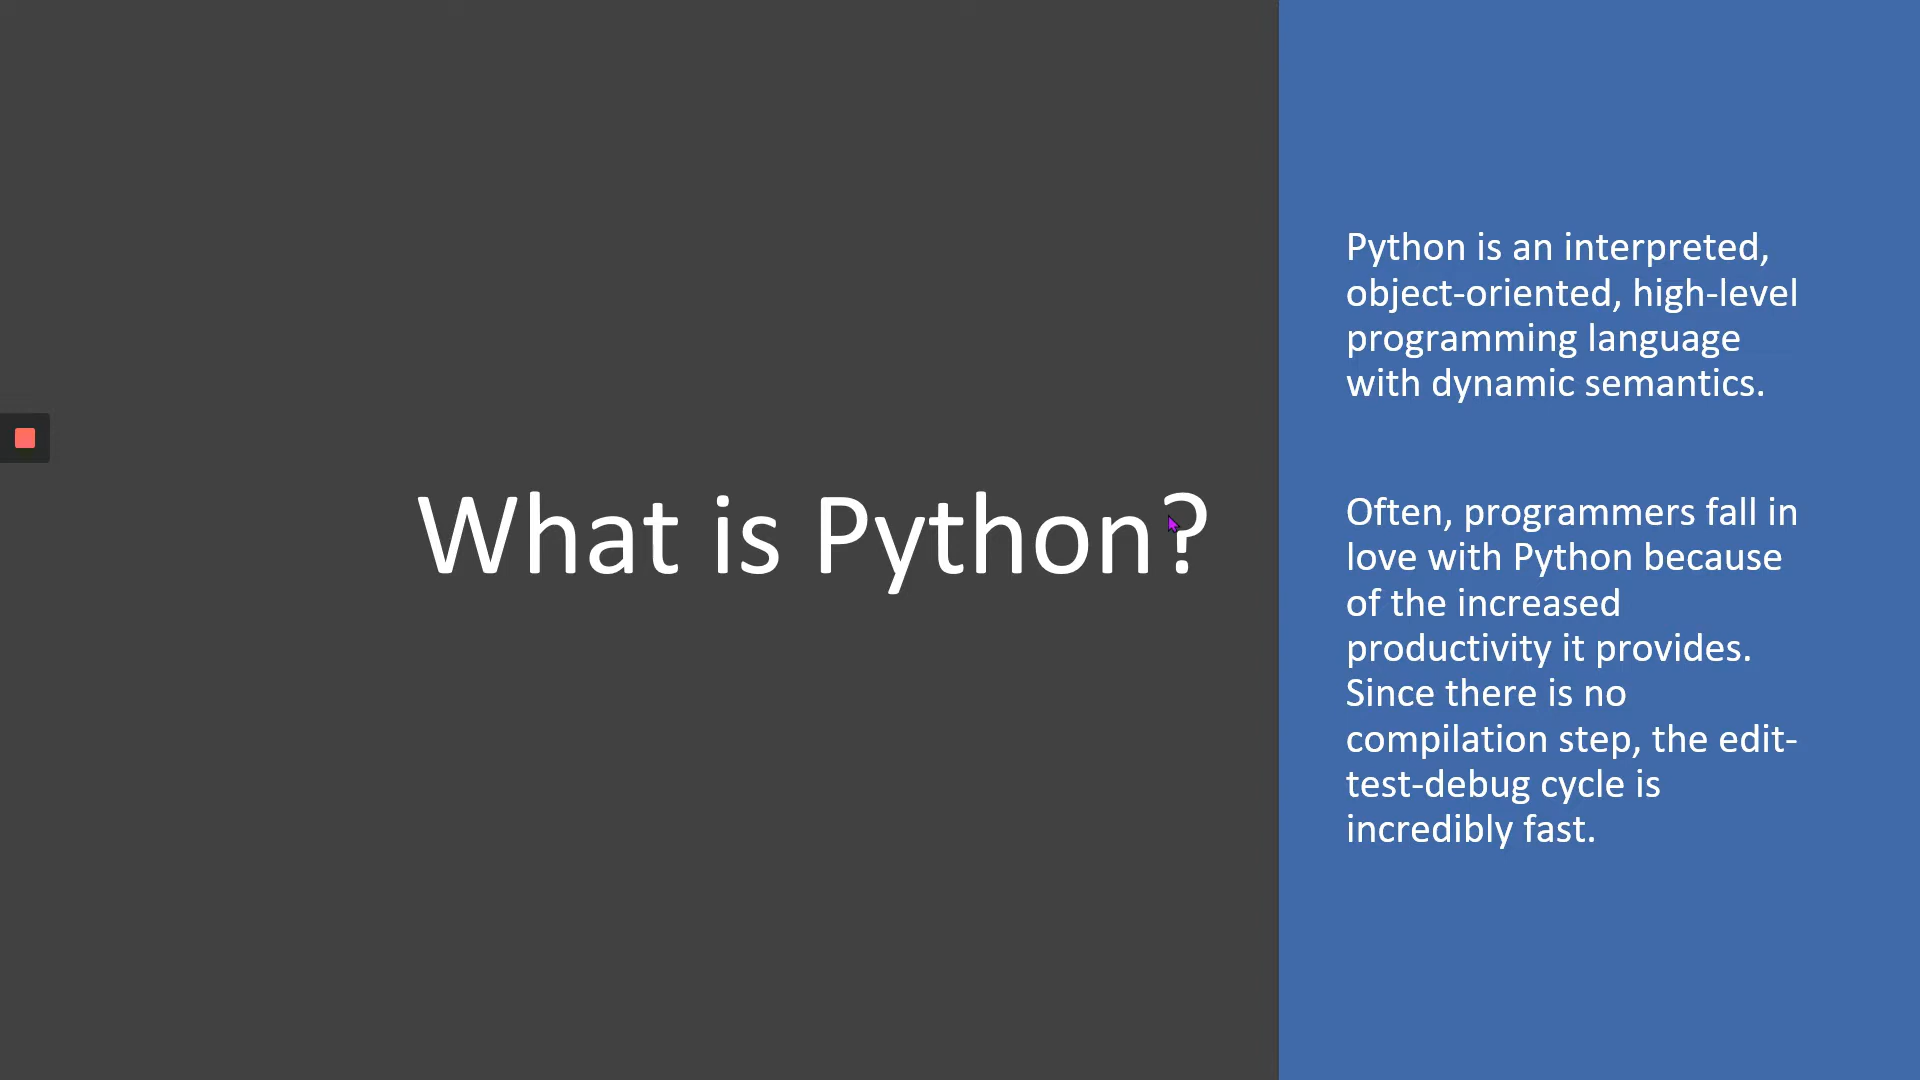 What is Python?
Python is an interpreted,
object-oriented, high-level
programming language
with dynamic semantics.
Often, programmers fall in
love with Python because
of the increased
productivity it provides.
Since there is no
compilation step, the edit-
test-debug cycle is
incredibly fast.